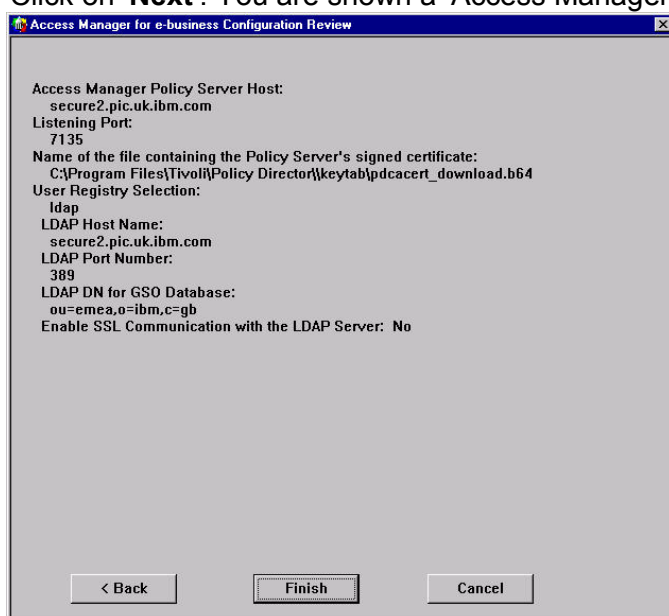 Click on 'Next'. You are shown a 'Access Manager
Access Manager for e-business Configuration Review
Access Manager Policy Server Host:
secure2.pic.uk.ibm.com
Listening Port:
7135
Name of the file containing the Policy Server's signed certificate:
C:\Program Files\Tivoli\Policy Director\\keytab\pdcacert_download.b64
User Registry Selection:
ldap
LDAP Host Name:
secure2.pic.uk.ibm.com
LDAP Port Number:
389
LDAP DN for GSO Database:
ou=emea,o=ibm,c=gb
Enable SSL Communication with the LDAP Server: No
< Back Finish Cancel